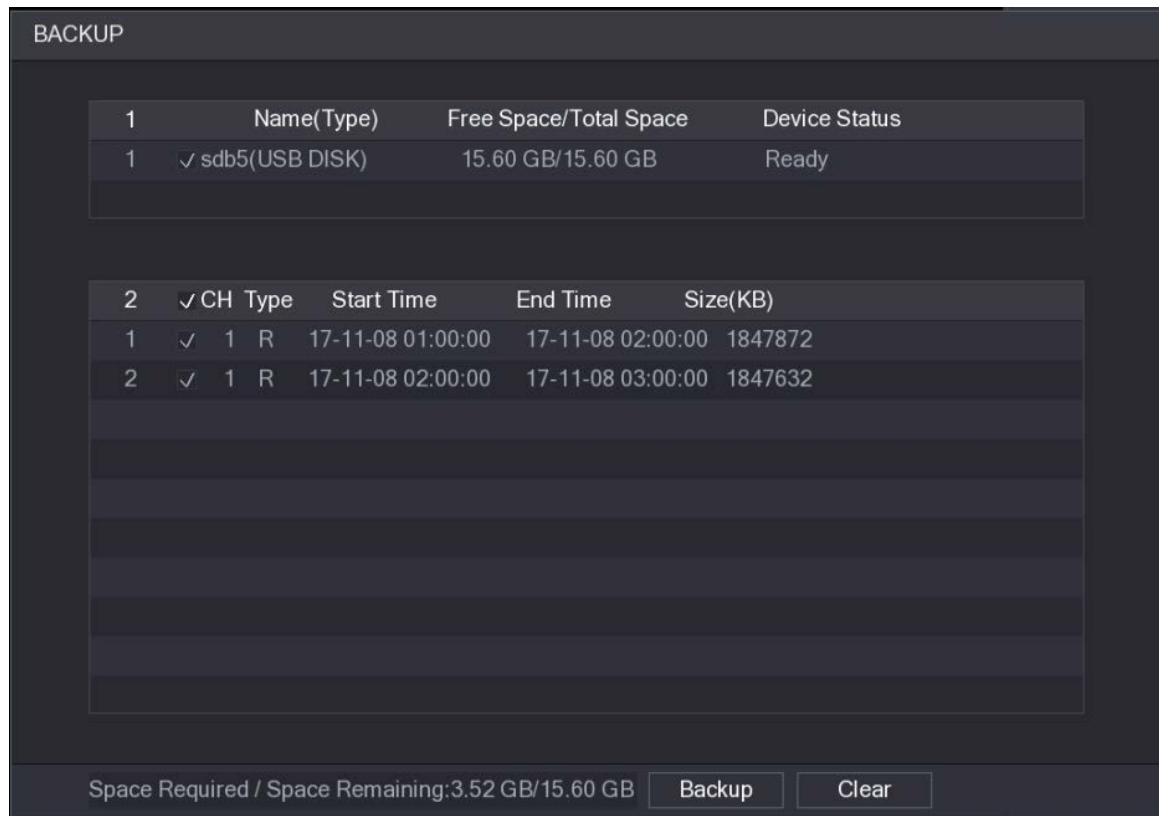 BACKUP
1 Name(Type) Free Space/Total Space Device Status
1 sdb5(USB DISK) 15.60 GB/15.60 GB Ready
2 CH Type Start Time End Time Size(KB)
1 1 R 17-11-08 01:00:00 17-11-08 02:00:00 1847872
2 1 R 17-11-08 02:00:00 17-11-08 03:00:00 1847632
Space Required / Space Remaining:3.52 GB/15.60 GB Backup Clear